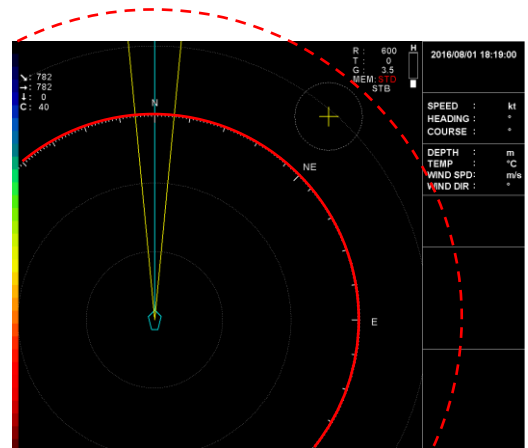 R : 600
T : 0
G : 3.5
MEM: STD
STB
H
2016/08/01 18:19:00
↘: 782
→: 782
↓: 0
C: 40
N
NE
E
SPEED : kt
HEADING : °
COURSE : °
DEPTH : m
TEMP : °C
WIND SPD: m/s
WIND DIR : °